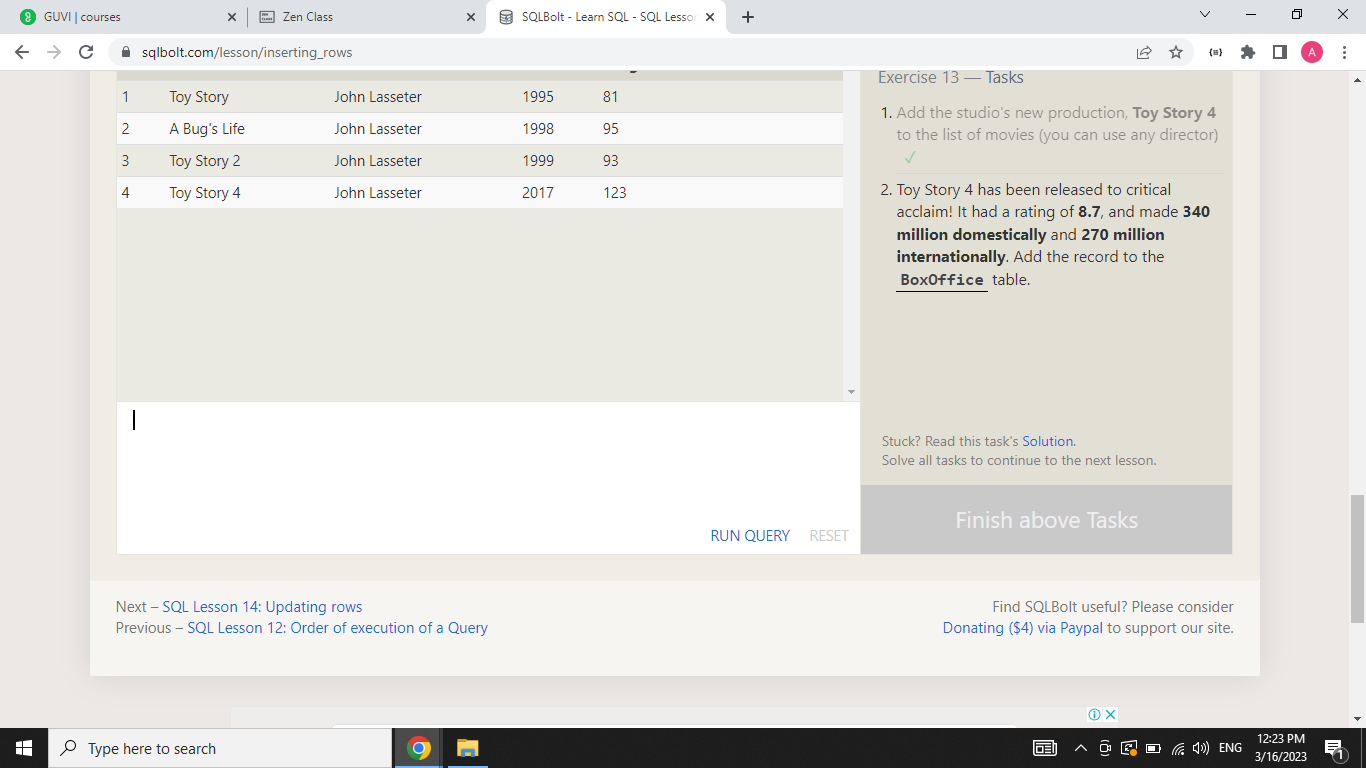 GUVI | courses
Zen Class
SQLBolt - Learn SQL - SQL Lesso
sqlbolt.com/lesson/inserting_rows
A
1 Toy Story John Lasseter 1995 81
2 A Bug's Life John Lasseter 1998 95
3 Toy Story 2 John Lasseter 1999 93
4 Toy Story 4 John Lasseter 2017 123
RUN QUERY RESET
Exercise 13 — Tasks
1. Add the studio's new production, Toy Story 4
to the list of movies (you can use any director)
✓
2. Toy Story 4 has been released to critical
acclaim! It had a rating of 8.7, and made 340
million domestically and 270 million
internationally. Add the record to the
BoxOffice table.
Stuck? Read this task's Solution.
Solve all tasks to continue to the next lesson.
Finish above Tasks
Next – SQL Lesson 14: Updating rows
Previous – SQL Lesson 12: Order of execution of a Query
Find SQLBolt useful? Please consider
Donating ($4) via Paypal to support our site.
Type here to search
ENG
12:23 PM
3/16/2023
1